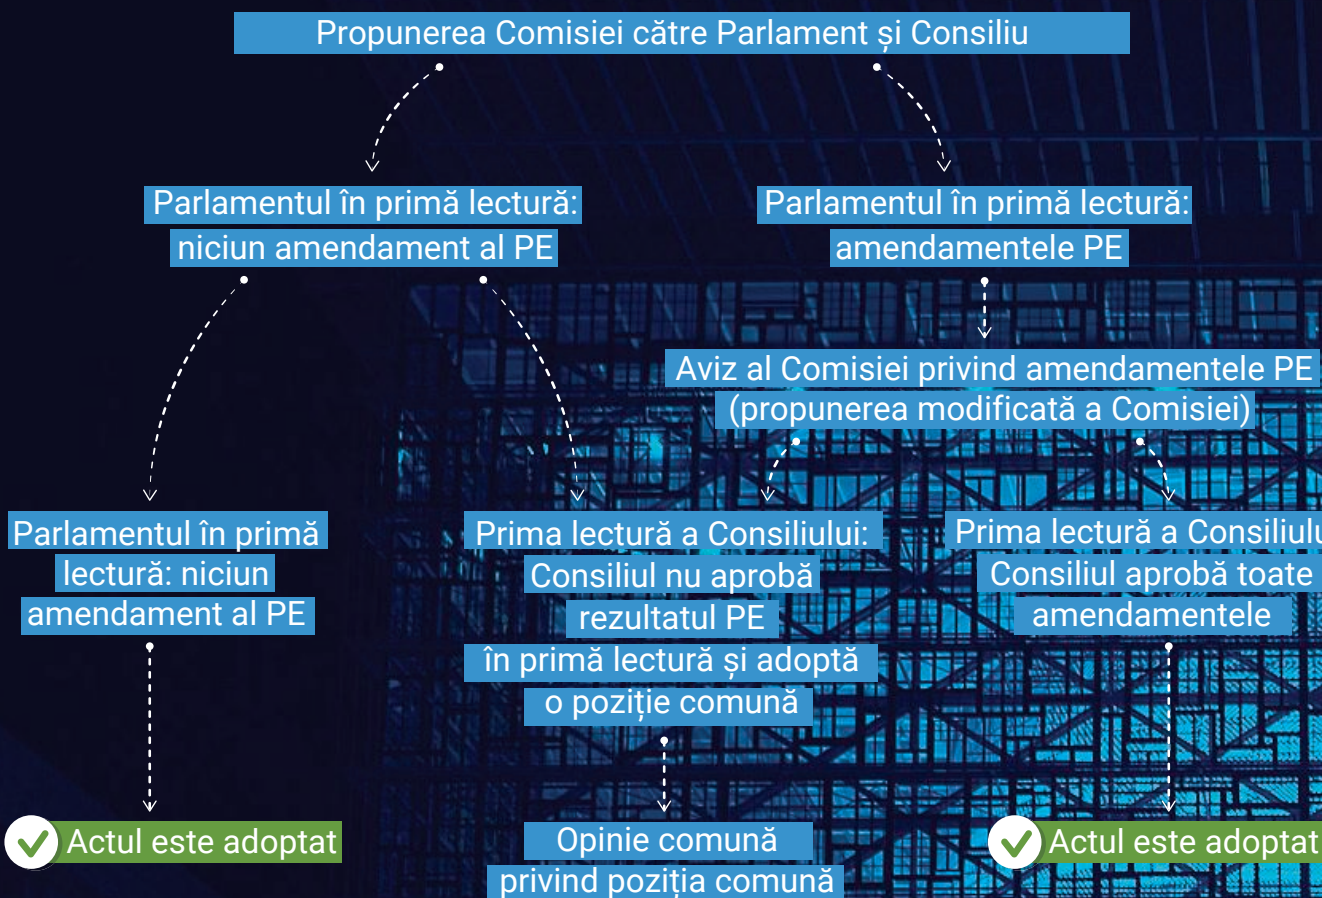 Propunerea Comisiei către Parlament și Consiliu
Parlamentul în primă lectură:
niciun amendament al PE
Parlamentul în primă lectură:
amendamentele PE
Aviz al Comisiei privind amendamentele PE
(propunerea modificată a Comisiei)
Parlamentul în primă
lectură: niciun
amendament al PE
Prima lectură a Consiliului:
Consiliul nu aprobă
rezultatul PE
în primă lectură și adoptă
o poziție comună
Prima lectură a Consiliulu
Consiliul aprobă toate
amendamentele
Actul este adoptat
Opinie comună
privind poziția comună
Actul este adoptat